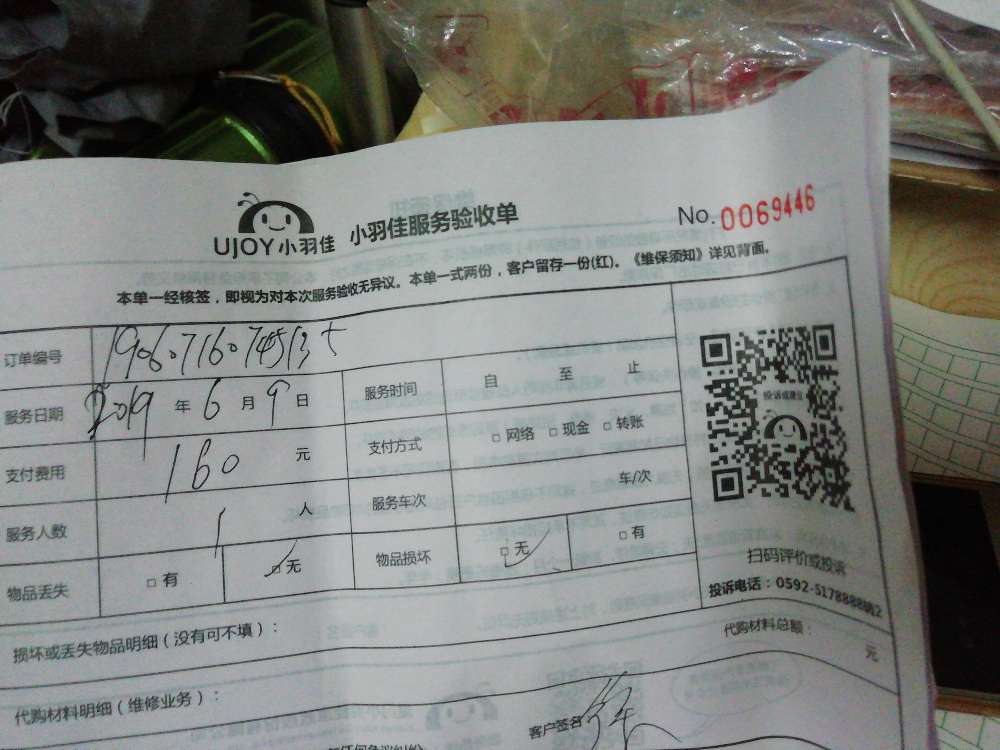 UJOY小羽佳 小羽佳服务验收单 No.0069446
本单一经核签，即视为对本次服务验收无异议。本单一式两份，客户留存一份(红)。《维保须知》详见背面。
订单编号
服务日期 2019 年 6 月 9 日 服务时间 自 至 止
支付费用 160 元 支付方式 □ 网络 □ 现金 □ 转账
服务人数 1 人 服务车次 车/次
物品丢失 □ 有 □ 无 物品损坏 □ 无 □ 有
投诉或建议
扫码评价或投诉
投诉电话：0592-5178888
损坏或丢失物品明细（没有可不填）：
代购材料总额： 元
代购材料明细（维修业务）：
客户签名